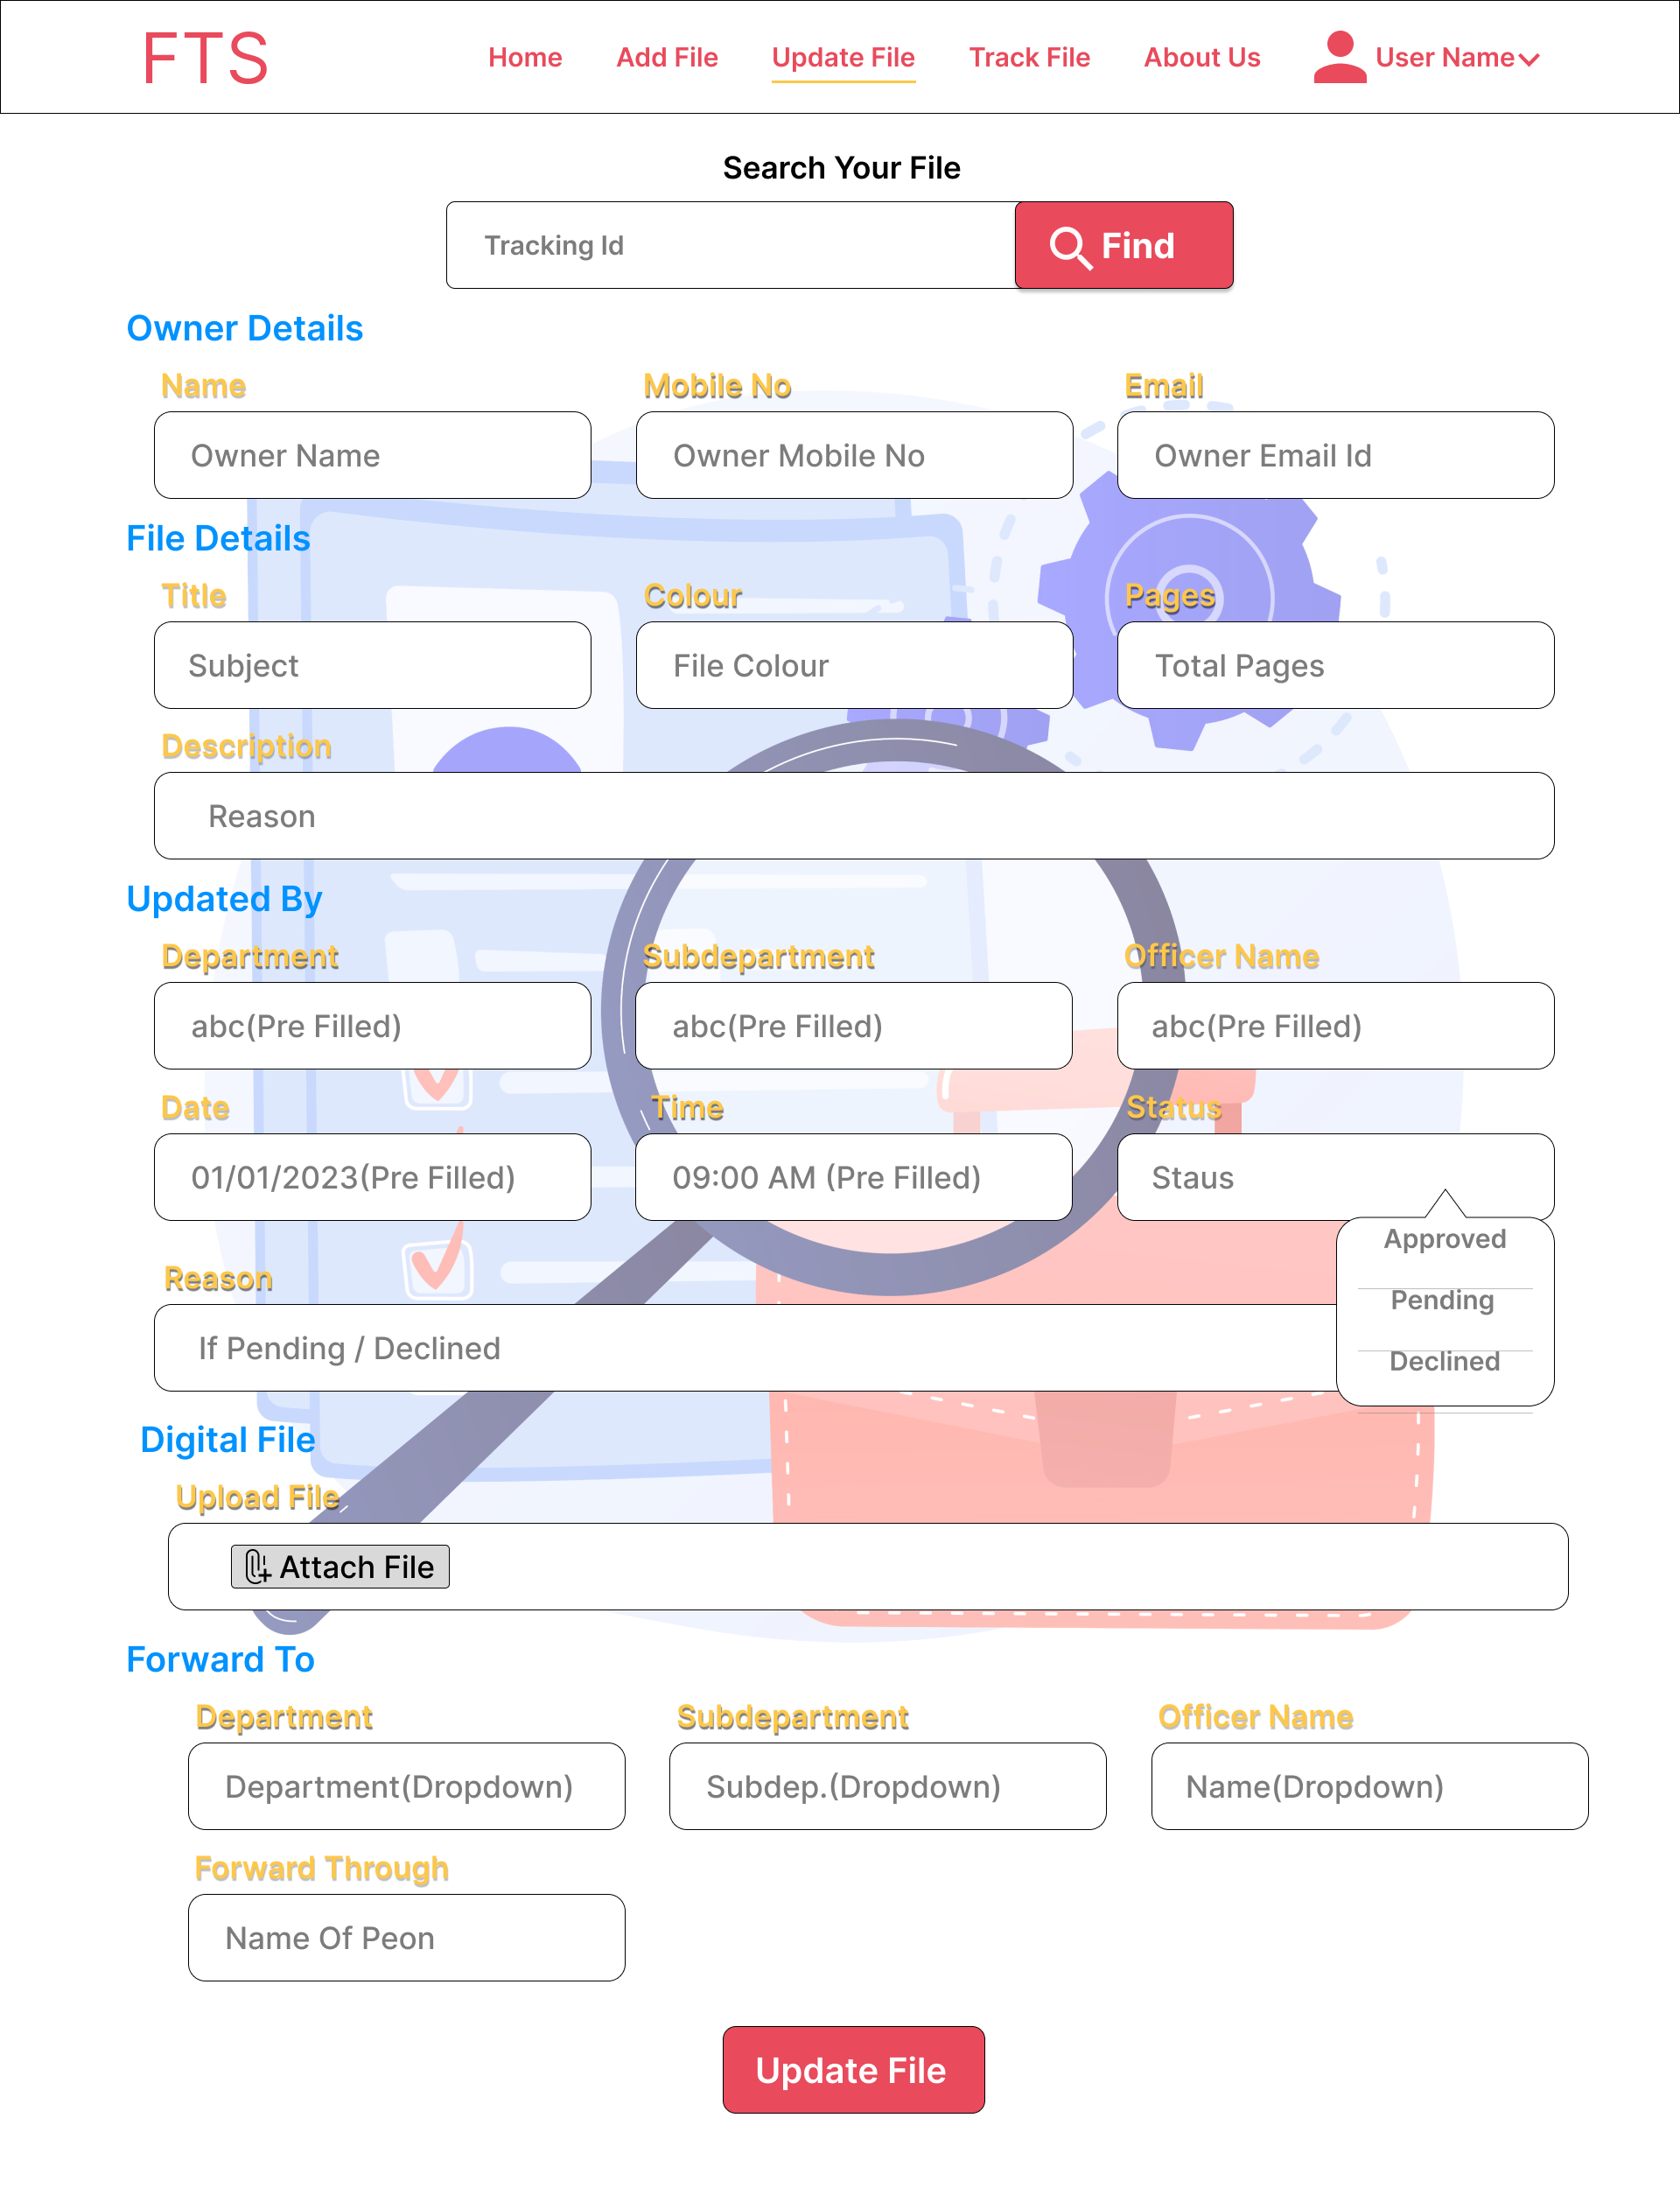 FTS Home Add File Update File Track File About Us User Name
Search Your File
Tracking Id Find
Owner Details
Name Mobile No Email
Owner Name Owner Mobile No Owner Email Id
File Details
Title Colour Pages
Subject File Colour Total Pages
Description
Reason
Updated By
Department Subdepartment Officer Name
abc(Pre Filled) abc(Pre Filled) abc(Pre Filled)
Date Time Status
01/01/2023(Pre Filled) 09:00 AM (Pre Filled) Staus
Approved
Pending
Declined
Reason
If Pending / Declined
Digital File
Upload File
Attach File
Forward To
Department Subdepartment Officer Name
Department(Dropdown) Subdep.(Dropdown) Name(Dropdown)
Forward Through
Name Of Peon
Update File